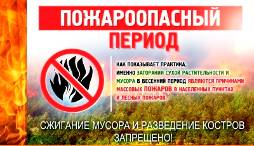 ПОЖАРООПАСНЫЙ
ПЕРИОД
КАК ПОКАЗЫВАЕТ ПРАКТИКА,
ИМЕННО ЗАГОРАНИЯ СУХОЙ РАСТИТЕЛЬНОСТИ И
МУСОРА В ВЕСЕННИЙ ПЕРИОД ЯВЛЯЮТСЯ ПРИЧИНАМИ
МАССОВЫХ ПОЖАРОВ В НАСЕЛЕННЫХ ПУНКТАХ
И ЛЕСНЫХ ПОЖАРОВ.
СЖИГАНИЕ МУСОРА И РАЗВЕДЕНИЕ КОСТРОВ
ЗАПРЕЩЕНО!